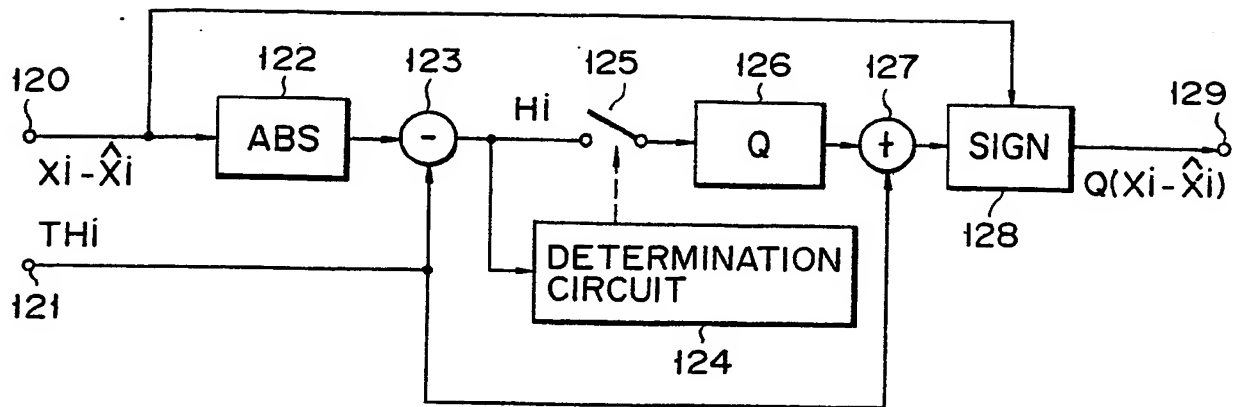 120
122
123
125
126
127
129
ABS
-
Hi
Q
+
SIGN
Xi - X̂i
Q(Xi - X̂i)
128
THi
121
DETERMINATION
CIRCUIT
124